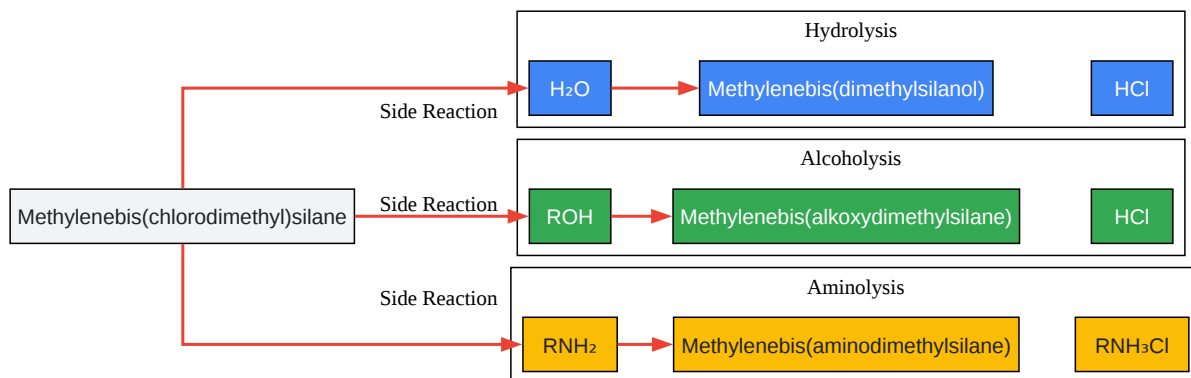 Hydrolysis
H₂O
Methylenebis(dimethylsilanol)
HCl
Side Reaction
Alcoholysis
Methylenebis(chlorodimethyl)silane
Side Reaction
ROH
Methylenebis(alkoxydimethylsilane)
HCl
Side Reaction
Aminolysis
RNH₂
Methylenebis(aminodimethylsilane)
RNH₃Cl